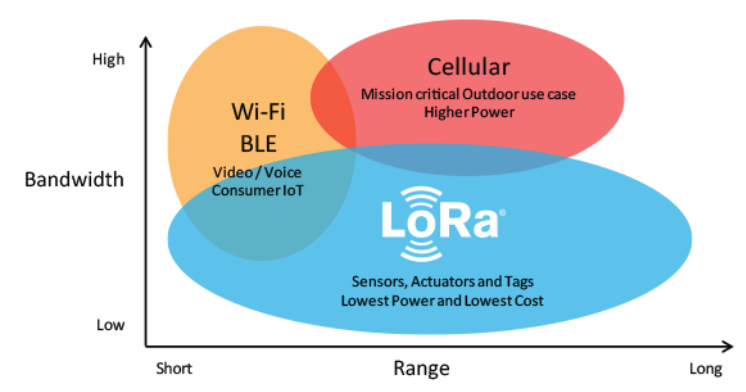 High
Bandwidth
Low
Wi-Fi
BLE
Video / Voice
Consumer IoT
Cellular
Mission critical Outdoor use case
Higher Power
LoRa®
Sensors, Actuators and Tags
Lowest Power and Lowest Cost
Short
Range
Long